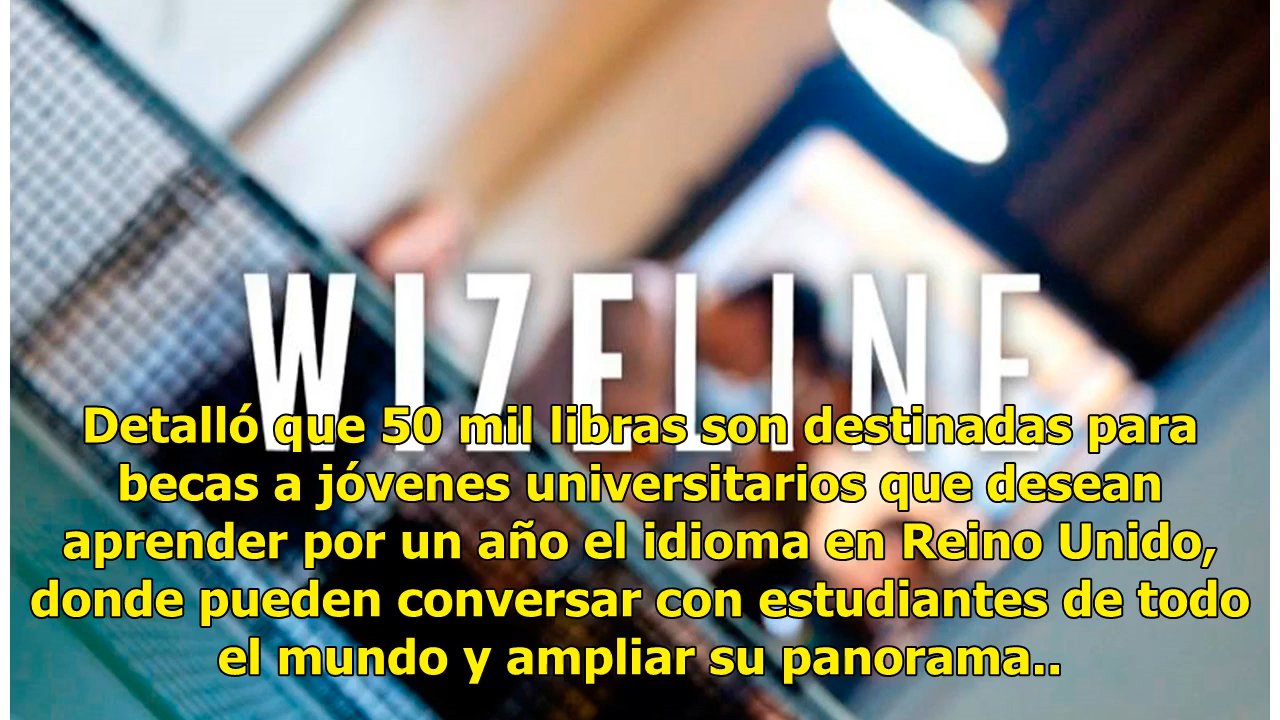 WIZELINE
Detalló que 50 mil libras son destinadas para
becas a jóvenes universitarios que desean
aprender por un año el idioma en Reino Unido,
donde pueden conversar con estudiantes de todo
el mundo y ampliar su panorama..